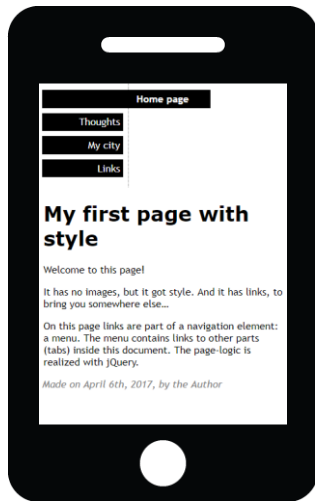 Home page
Thoughts
My city
Links
My first page with
style
Welcome to this page!
It has no images, but it got style. And it has links, to
bring you somewhere else…
On this page links are part of a navigation element:
a menu. The menu contains links to other parts
(tabs) inside this document. The page-logic is
realized with jQuery.
Made on April 6th, 2017, by the Author